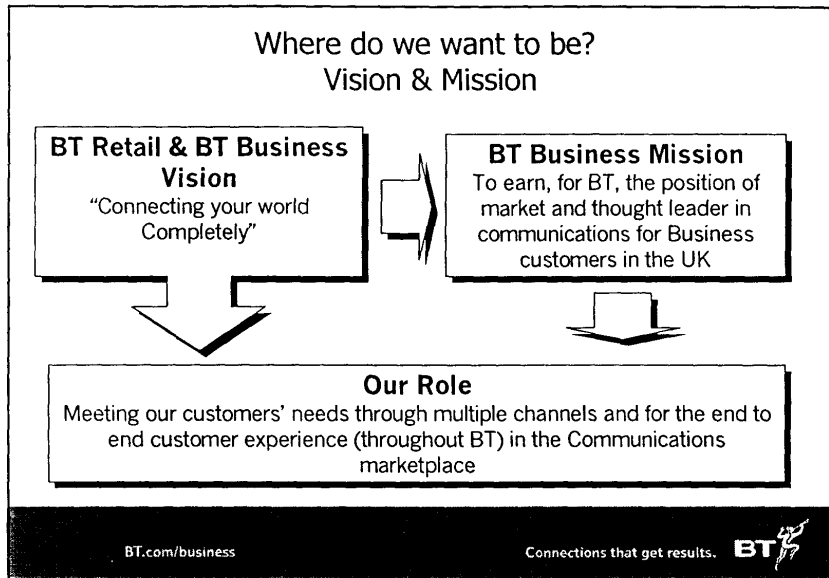 Where do we want to be?
Vision & Mission
BT Retail & BT Business
Vision
"Connecting your world
Completely"
BT Business Mission
To earn, for BT, the position of
market and thought leader in
communications for Business
customers in the UK
Our Role
Meeting our customers' needs through multiple channels and for the end to
end customer experience (throughout BT) in the Communications
marketplace
BT.com/business
Connections that get results.
BT